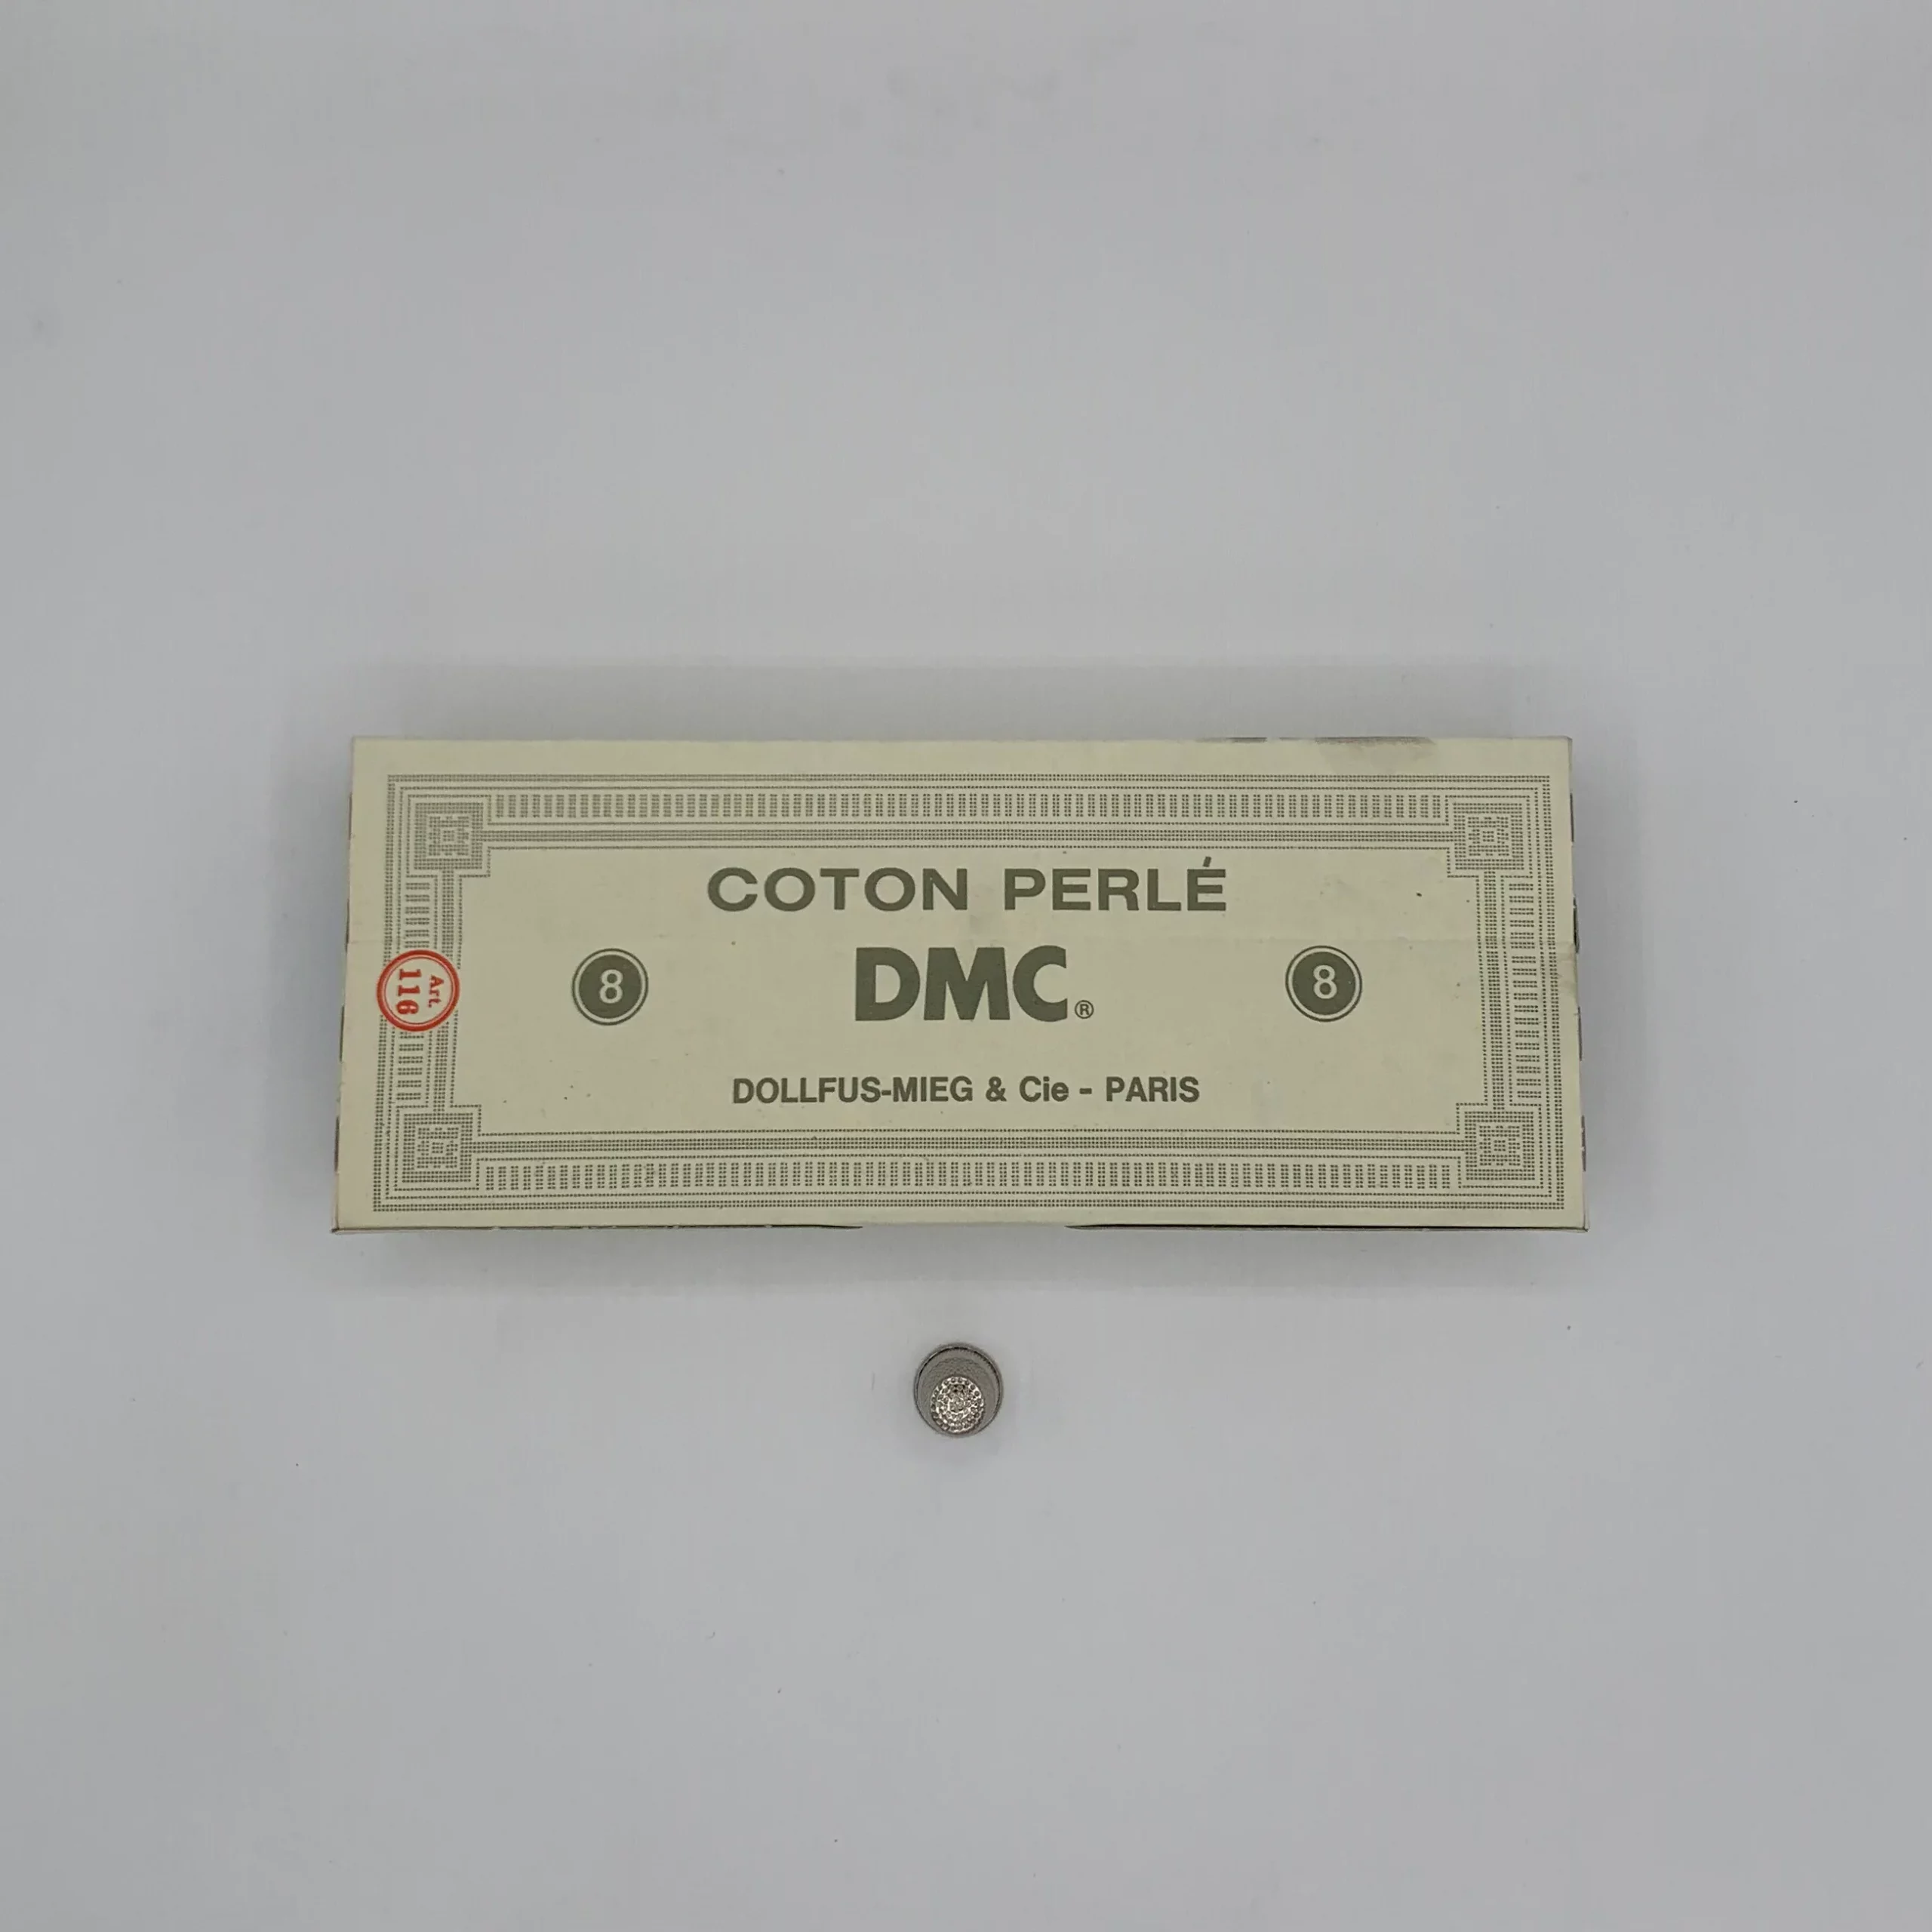 COTON PERLÉ
8 DMC® 8
Art.
116
DOLLFUS-MIEG & Cie - PARIS